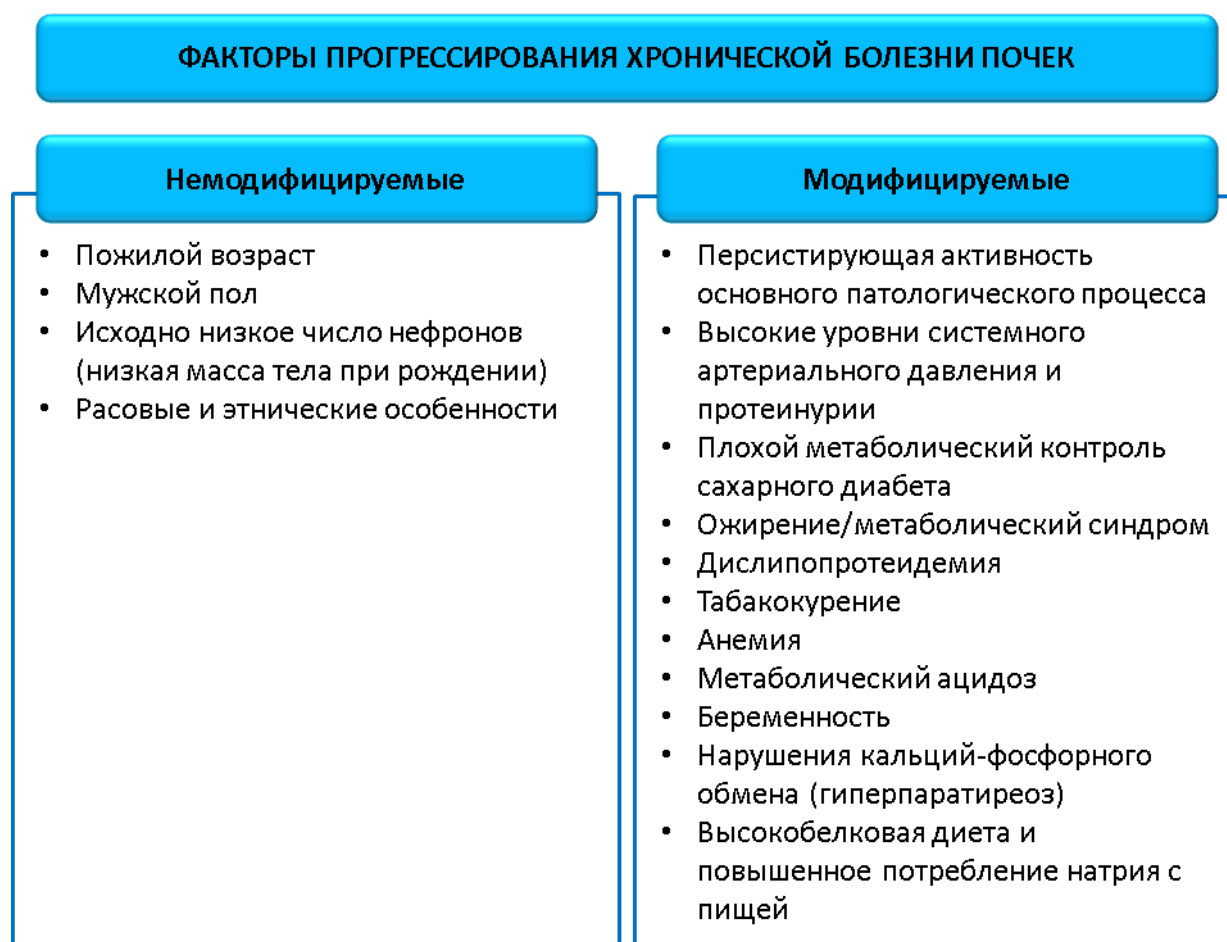 ФАКТОРЫ ПРОГРЕССИРОВАНИЯ ХРОНИЧЕСКОЙ БОЛЕЗНИ ПОЧЕК
Немодифицируемые
• Пожилой возраст
• Мужской пол
• Исходно низкое число нефронов
(низкая масса тела при рождении)
• Расовые и этнические особенности
Модифицируемые
• Персистирующая активность
основного патологического процесса
• Высокие уровни системного
артериального давления и
протеинурии
• Плохой метаболический контроль
сахарного диабета
• Ожирение/метаболический синдром
• Дислипопротеидемия
• Табакокурение
• Анемия
• Метаболический ацидоз
• Беременность
• Нарушения кальций-фосфорного
обмена (гиперпаратиреоз)
• Высокобелковая диета и
повышенное потребление натрия с
пищей